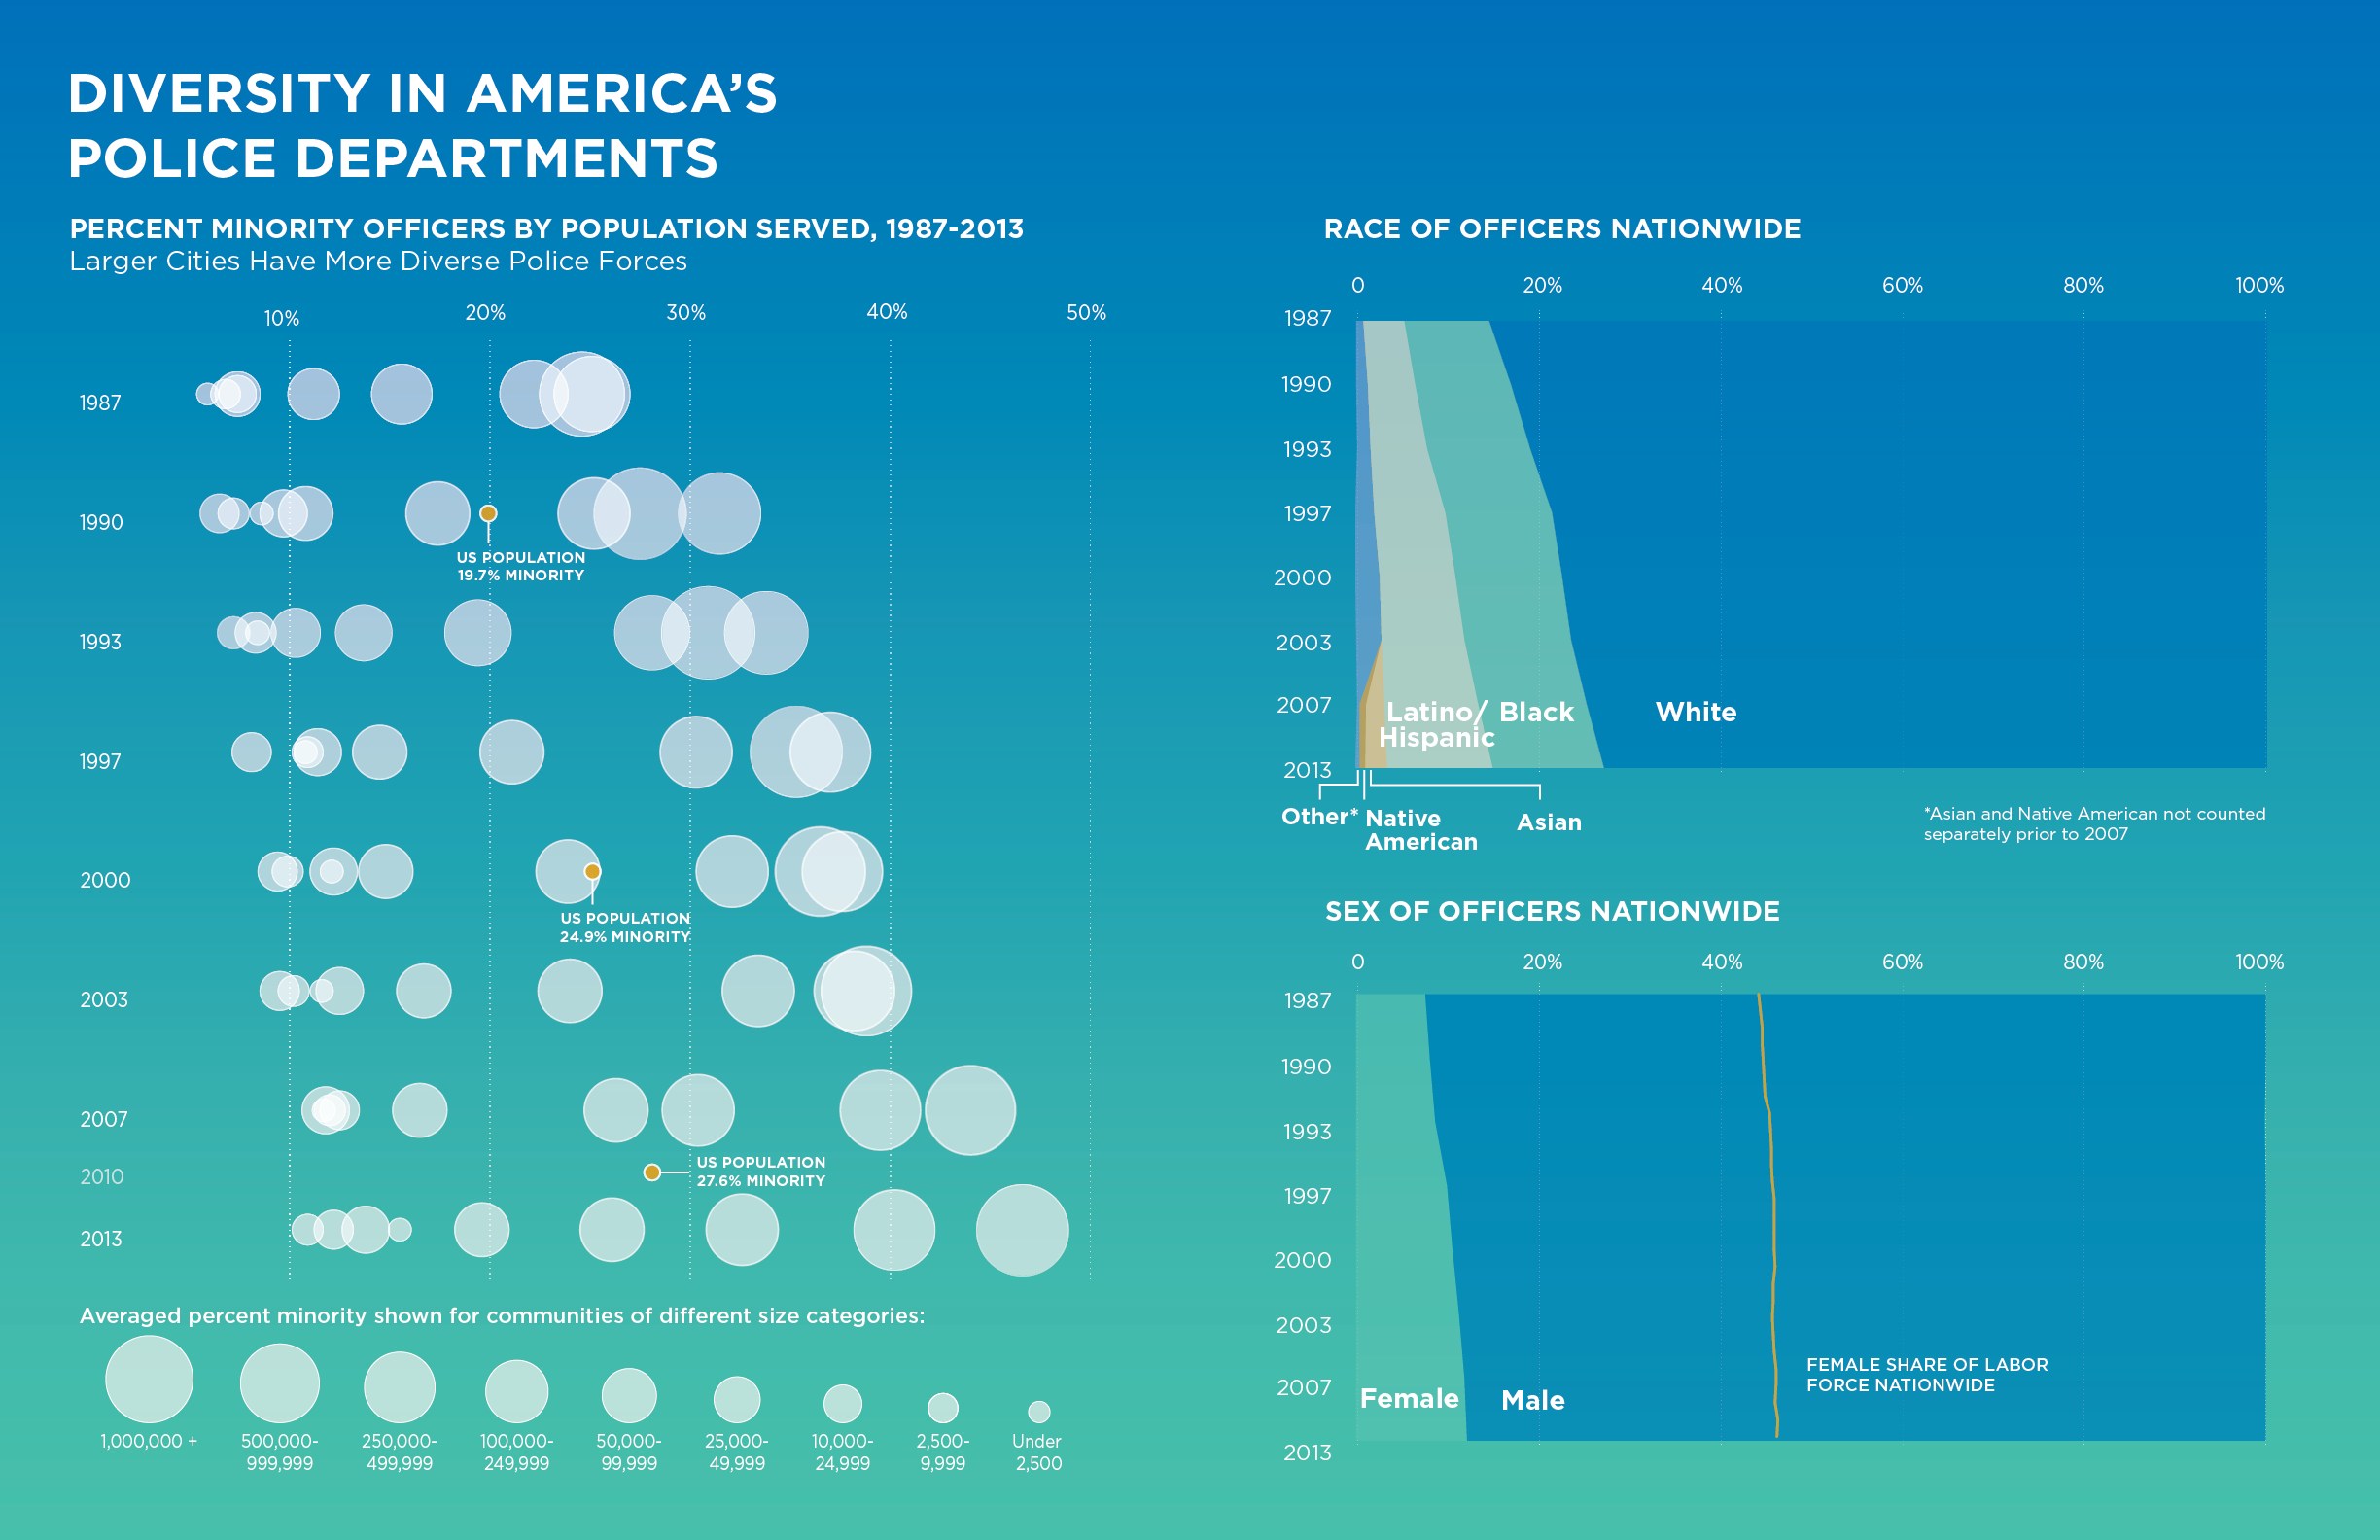 DIVERSITY IN AMERICA'S
POLICE DEPARTMENTS
PERCENT MINORITY OFFICERS BY POPULATION SERVED, 1987-2013
Larger Cities Have More Diverse Police Forces
10%
20%
30%
40%
50%
1987
1990
US POPULATION
19.7% MINORITY
1993
1997
2000
US POPULATION
24.9% MINORITY
2003
2007
2010
US POPULATION
27.6% MINORITY
2013
Averaged percent minority shown for communities of different size categories:
1,000,000 +
500,000-
999,999
250,000-
499,999
100,000-
249,999
50,000-
99,999
25,000-
49,999
10,000-
24,999
2,500-
9,999
Under
2,500
RACE OF OFFICERS NATIONWIDE
0
20%
40%
60%
80%
100%
1987
1990
1993
1997
2000
2003
2007
2013
Latino/
Hispanic
Black
White
Other*
Native
American
Asian
*Asian and Native American not counted
separately prior to 2007
SEX OF OFFICERS NATIONWIDE
0
20%
40%
60%
80%
100%
1987
1990
1993
1997
2000
2003
2007
2013
Female
Male
FEMALE SHARE OF LABOR
FORCE NATIONWIDE